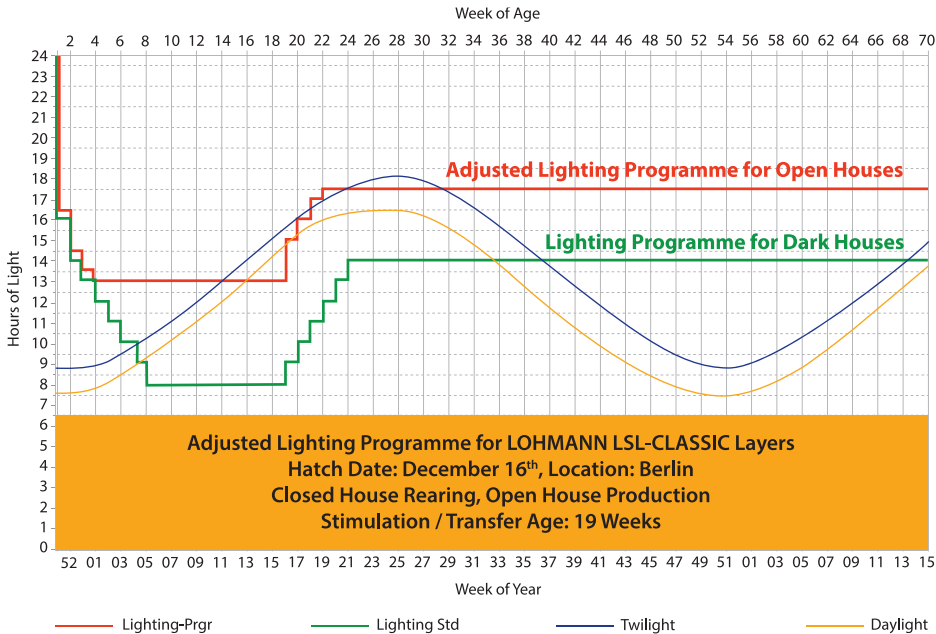 Week of Age
2 4 6 8 10 12 14 16 18 20 22 24 26 28 30 32 34 36 38 40 42 44 46 48 50 52 54 56 58 60 62 64 66 68 70
24
23
22
21
20
19
18
17
16
15
14
13
12
11
10
9
8
7
6
5
4
3
2
1
0
Hours of Light
Adjusted Lighting Programme for Open Houses
Lighting Programme for Dark Houses
Adjusted Lighting Programme for LOHMANN LSL-CLASSIC Layers
Hatch Date: December 16th, Location: Berlin
Closed House Rearing, Open House Production
Stimulation / Transfer Age: 19 Weeks
52 01 03 05 07 09 11 13 15 17 19 21 23 25 27 29 31 33 35 37 39 41 43 45 47 49 51 01 03 05 07 09 11 13 15
Week of Year
Lighting-Prgr Lighting Std Twilight Daylight